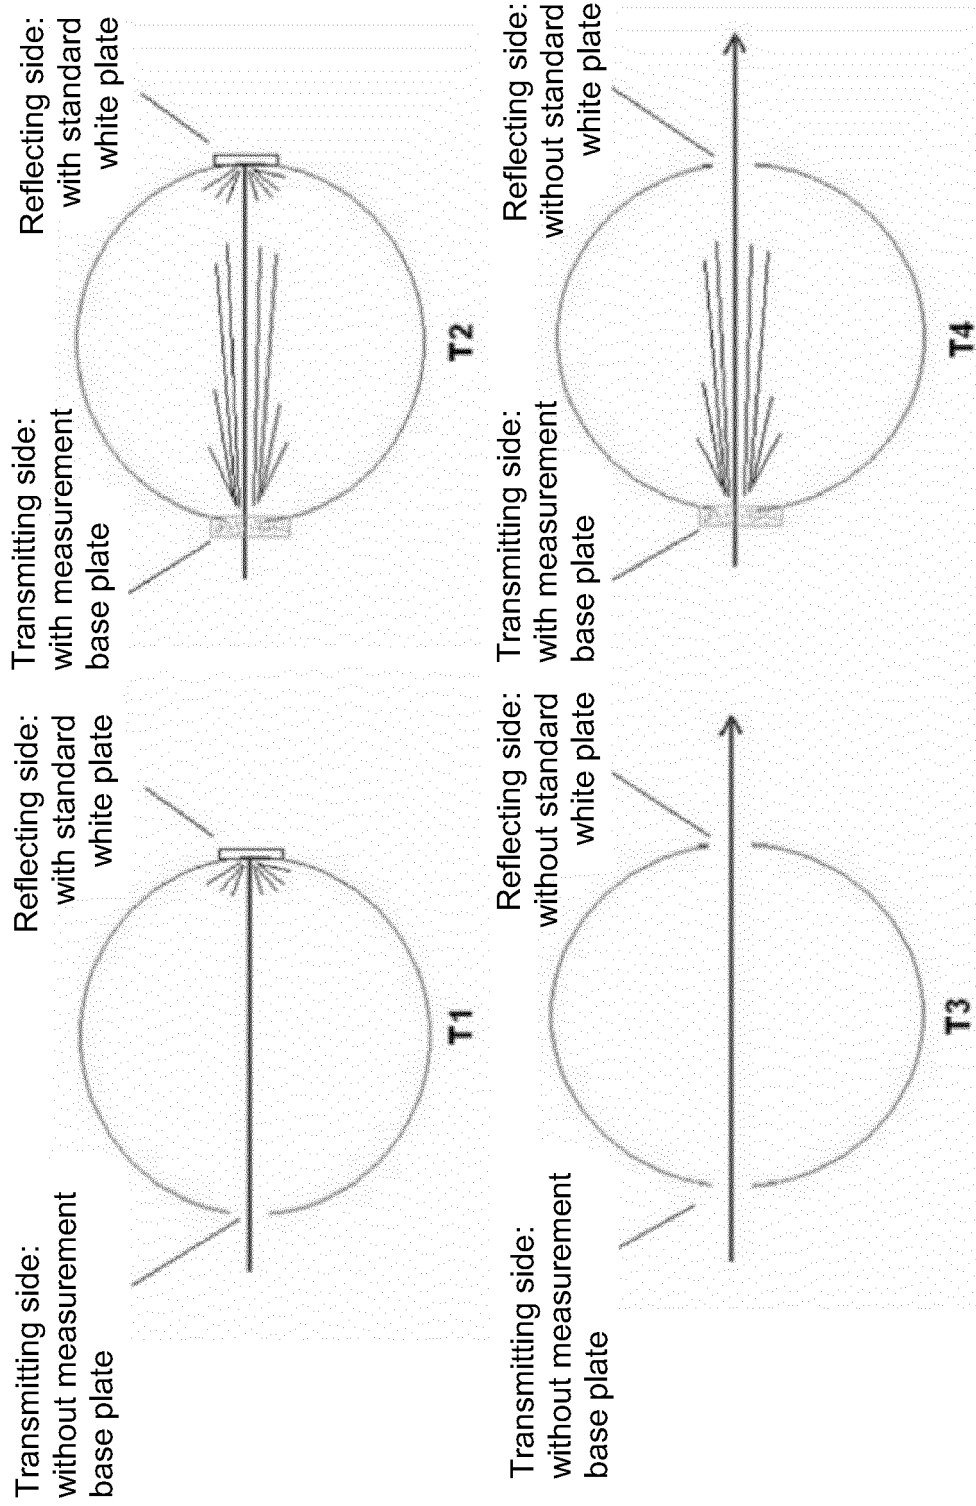 Transmitting side:
without measurement
base plate
Reflecting side:
with standard
white plate
T1
Transmitting side:
with measurement
base plate
Reflecting side:
with standard
white plate
T2
Transmitting side:
without measurement
base plate
Reflecting side:
without standard
white plate
T3
Transmitting side:
with measurement
base plate
Reflecting side:
without standard
white plate
T4